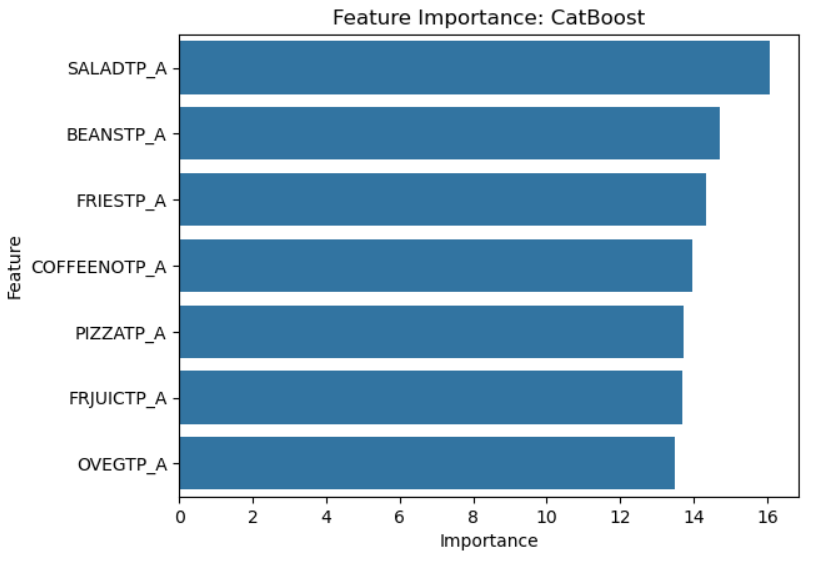 Feature Importance: CatBoost
SALADTP_A
BEANSTP_A
FRIESTP_A
COFFEENOTP_A
PIZZATP_A
FRJUICTP_A
OVEGTP_A
Feature
0 2 4 6 8 10 12 14 16
Importance